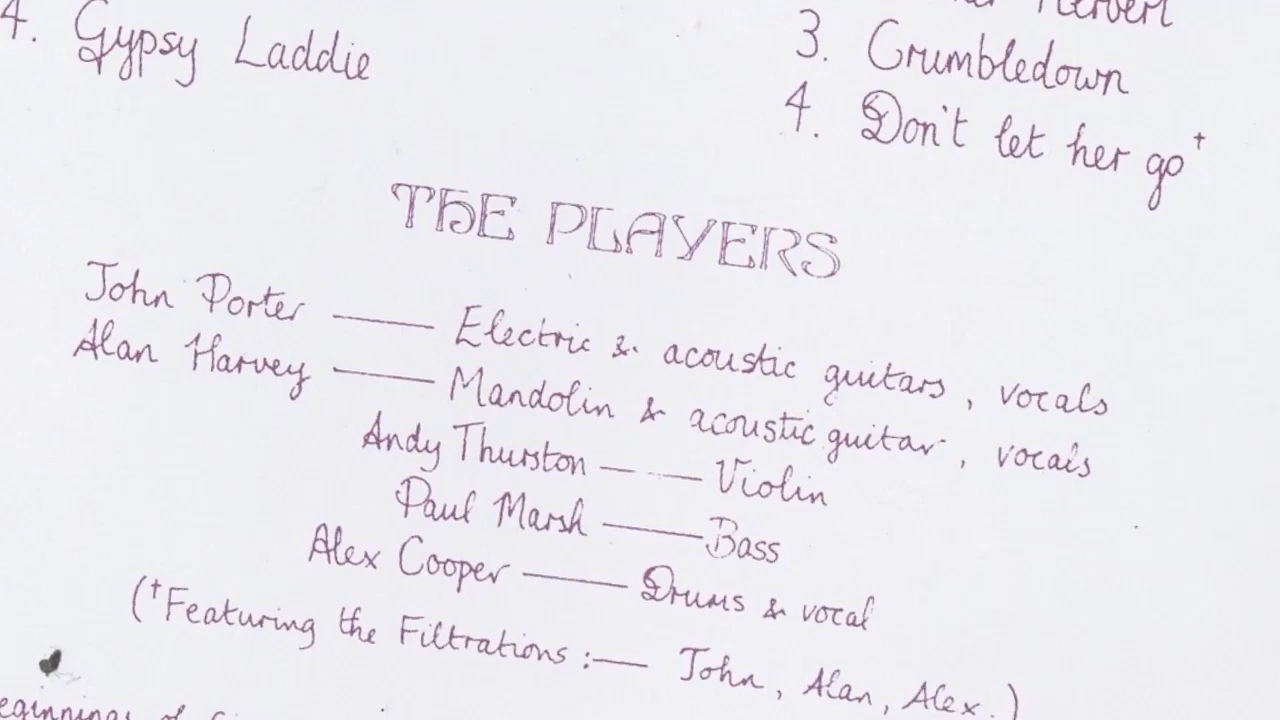 4. Gypsy Laddie
Herbert
3. Crumbledown
4. Don't let her go†
THE PLAYERS
John Porter —— Electric & acoustic guitars, vocals
Alan Harvey —— Mandolin & acoustic guitar, vocals
Andy Thurston —— Violin
Paul Marsh —— Bass
Alex Cooper —— Drums & vocal
(†Featuring the Filtrations :— John, Alan, Alex.)
of